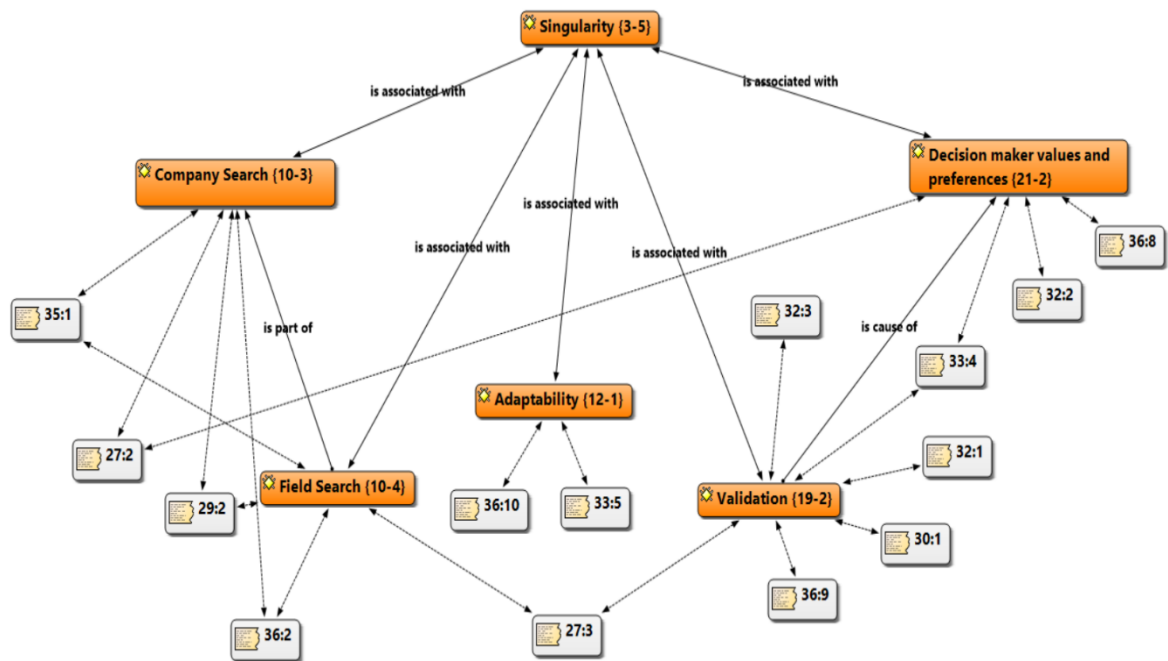 Singularity {3-5}
is associated with
is associated with
Company Search {10-3}
Decision maker values and
preferences {21-2}
is associated with
is associated with
is associated with
36:8
32:2
35:1
32:3
is part of
is cause of
33:4
Adaptability {12-1}
27:2
32:1
Field Search {10-4}
29:2
36:10
33:5
Validation {19-2}
30:1
36:9
36:2
27:3